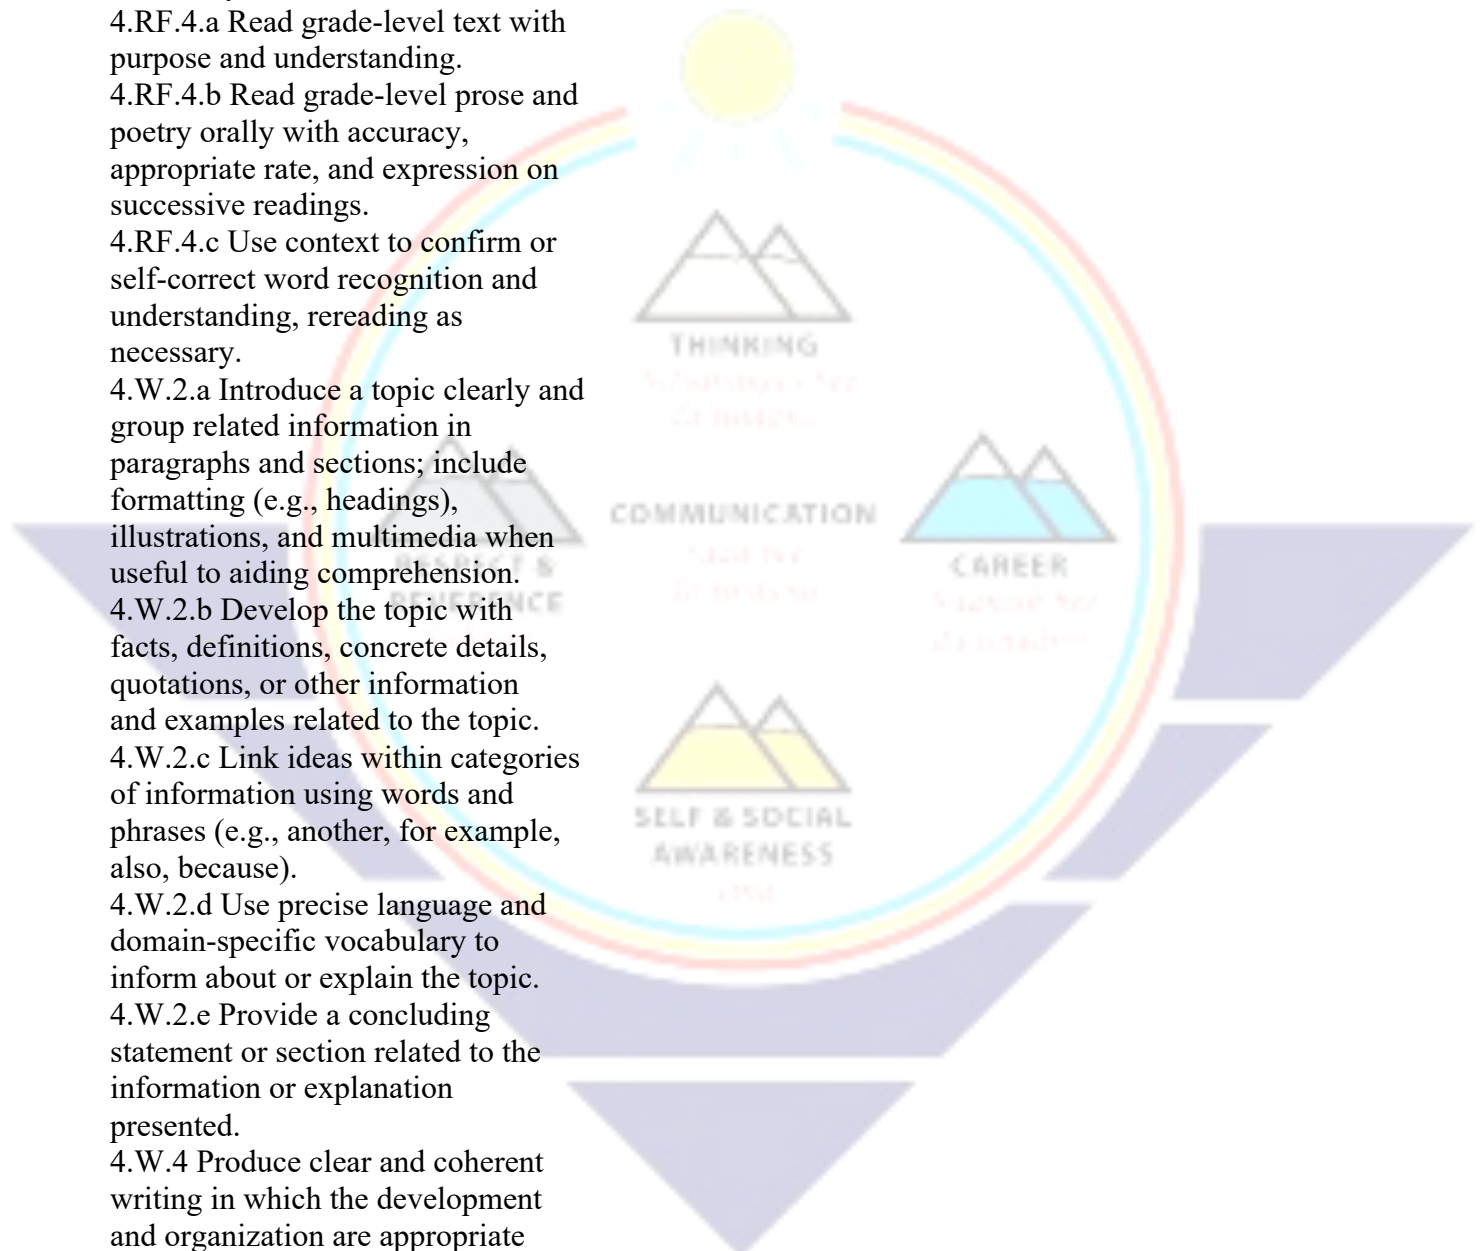 4.RF.4.a Read grade-level text with
purpose and understanding.
4.RF.4.b Read grade-level prose and
poetry orally with accuracy,
appropriate rate, and expression on
successive readings.
4.RF.4.c Use context to confirm or
self-correct word recognition and
understanding, rereading as
necessary.
4.W.2.a Introduce a topic clearly and
group related information in
paragraphs and sections; include
formatting (e.g., headings),
illustrations, and multimedia when
useful to aiding comprehension.
4.W.2.b Develop the topic with
facts, definitions, concrete details,
quotations, or other information
and examples related to the topic.
4.W.2.c Link ideas within categories
of information using words and
phrases (e.g., another, for example,
also, because).
4.W.2.d Use precise language and
domain-specific vocabulary to
inform about or explain the topic.
4.W.2.e Provide a concluding
statement or section related to the
information or explanation
presented.
4.W.4 Produce clear and coherent
writing in which the development
and organization are appropriate
THINKING
COMMUNICATION
RESPECT &
REVERENCE
CAREER
SELF & SOCIAL
AWARENESS